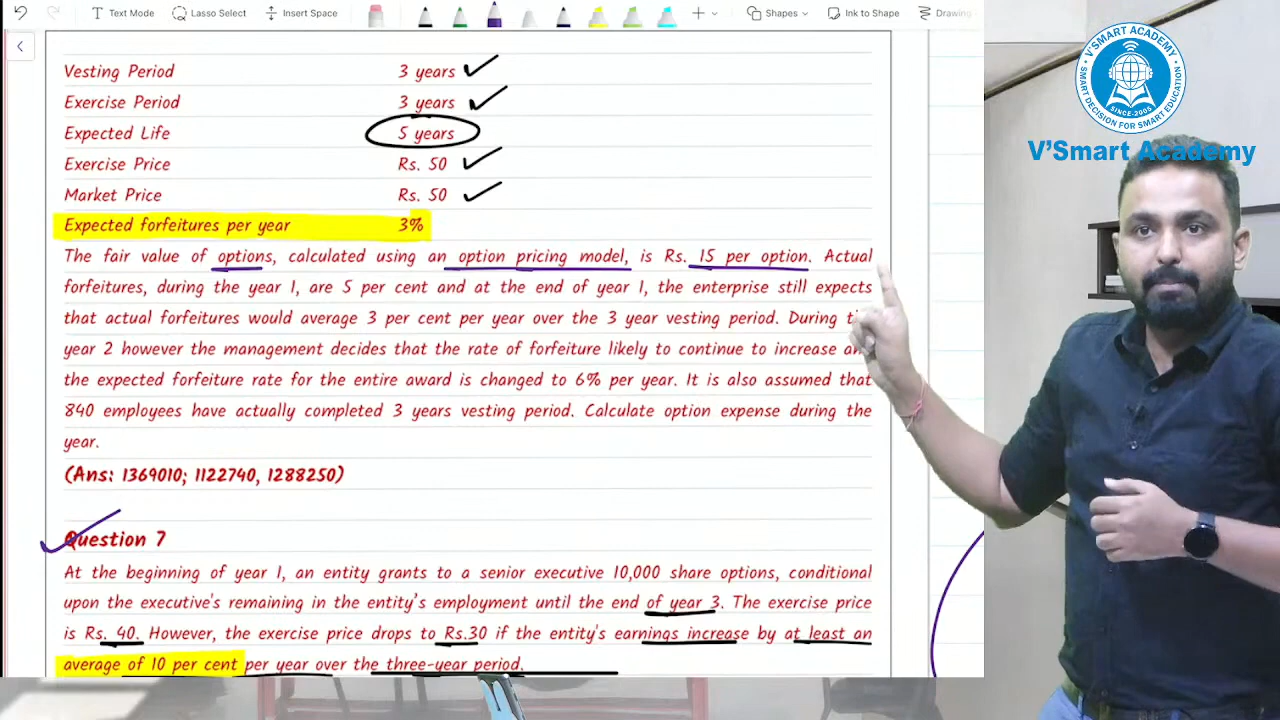 Text Mode Lasso Select Insert Space Shapes Ink to Shape Drawing
Vesting Period 3 years
Exercise Period 3 years
Expected Life 5 years
Exercise Price Rs. 50
Market Price Rs. 50
Expected forfeitures per year 3%
The fair value of options, calculated using an option pricing model, is Rs. 15 per option. Actual
forfeitures, during the year 1, are 5 per cent and at the end of year 1, the enterprise still expects
that actual forfeitures would average 3 per cent per year over the 3 year vesting period. During
year 2 however the management decides that the rate of forfeiture likely to continue to increase
the expected forfeiture rate for the entire award is changed to 6% per year. It is also assumed that
840 employees have actually completed 3 years vesting period. Calculate option expense during the
year.
(Ans: 1369010; 1122740, 1288250)
Question 7
At the beginning of year 1, an entity grants to a senior executive 10,000 share options, conditional
upon the executive's remaining in the entity's employment until the end of year 3. The exercise price
is Rs. 40. However, the exercise price drops to Rs.30 if the entity's earnings increase by at least an
average of 10 per cent per year over the three-year period.
V'SMART ACADEMY
SINCE-2005
SMART DECISION FOR SMART EDUCATION
V'Smart Academy